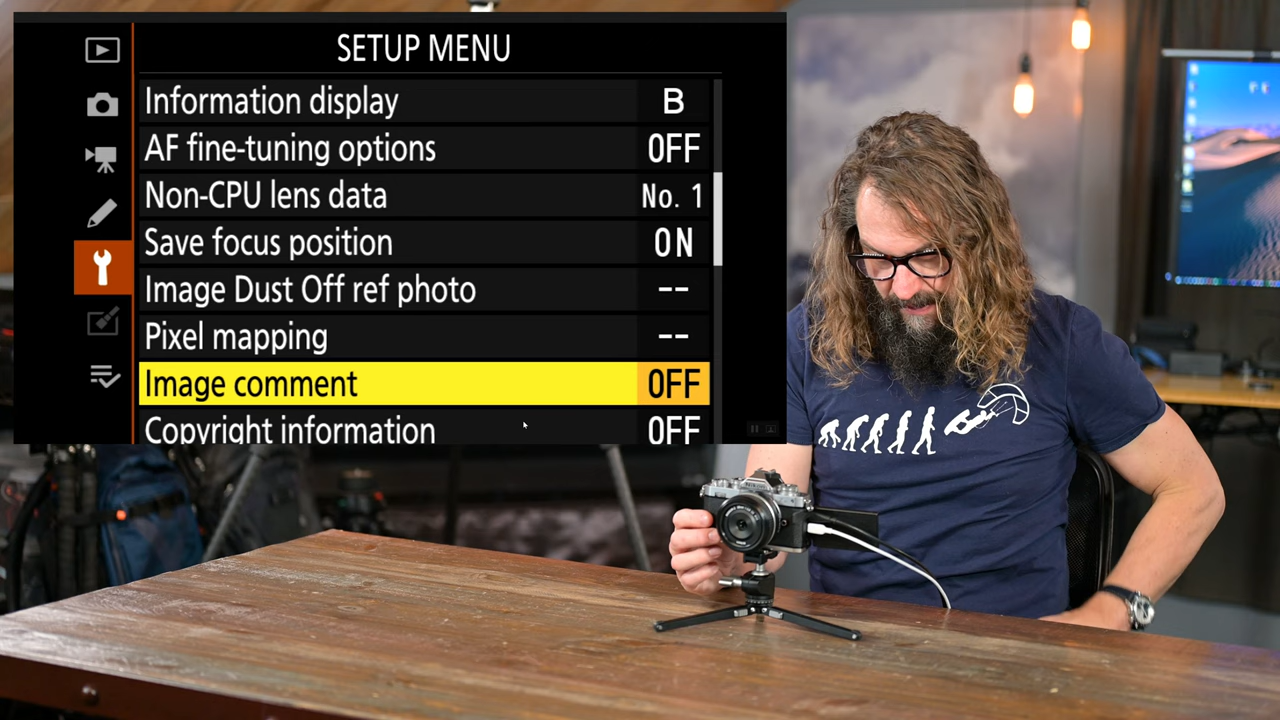 SETUP MENU
Information display B
AF fine-tuning options OFF
Non-CPU lens data No. 1
Save focus position ON
Image Dust Off ref photo --
Pixel mapping --
Image comment OFF
Copyright information OFF
Nikon